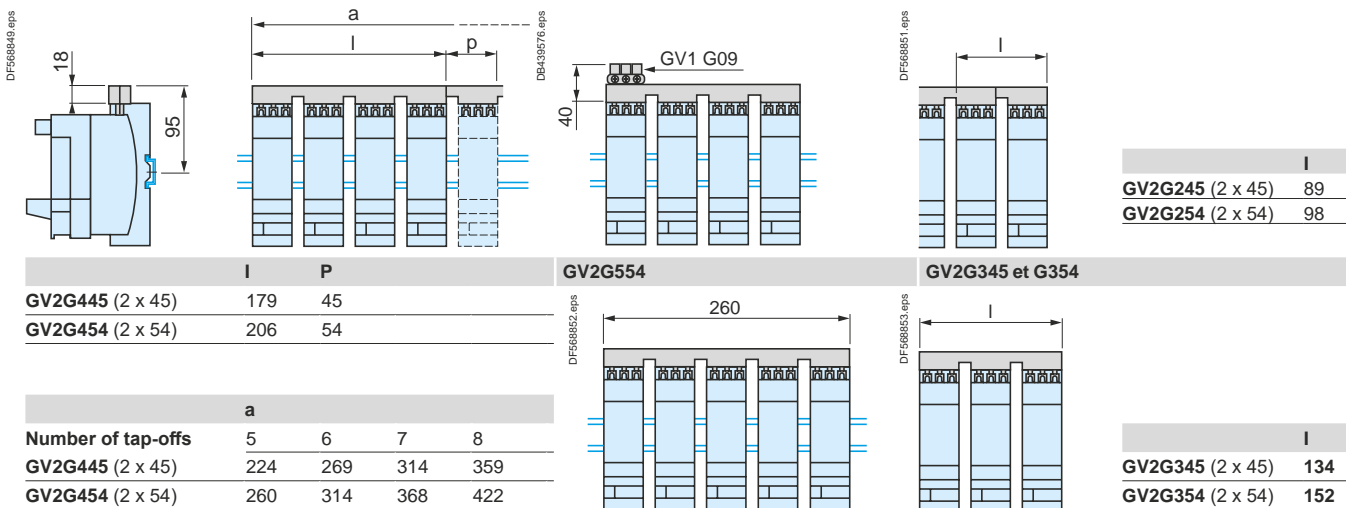 DF568849.eps
18
95
a
l
p
DB439576.eps
GV1 G09
40
DF568851.eps
l
l
GV2G245 (2 x 45) 89
GV2G254 (2 x 54) 98
l P
GV2G445 (2 x 45) 179 45
GV2G454 (2 x 54) 206 54
GV2G554
GV2G345 et G354
DF568852.eps
260
DF568853.eps
l
a
Number of tap-offs 5 6 7 8
GV2G445 (2 x 45) 224 269 314 359
GV2G454 (2 x 54) 260 314 368 422
l
GV2G345 (2 x 45) 134
GV2G354 (2 x 54) 152